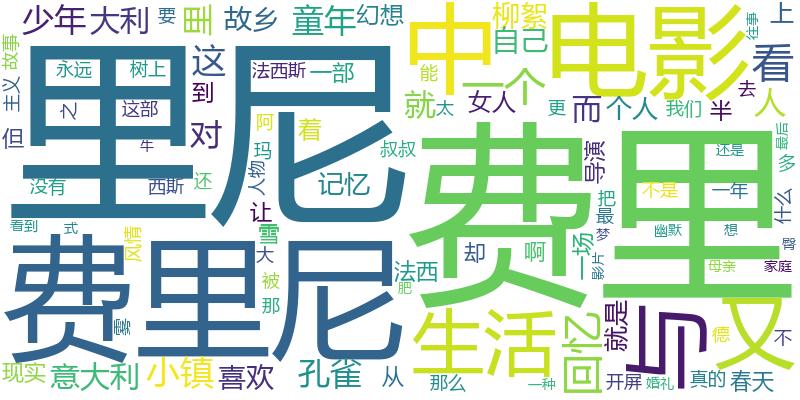 少年
大利
要
里
故乡
童年
幻想
柳絮
上
中
电影
往事
故事
主义
永远
树上
这
法西斯
一部
自己
看
里尼
到
能
一个
去
但
之
这部
对
就
太
女人
更
而
个人
我们
半
人
牛
阿
着
叔叔
费
里
还是
最后
没有
西斯
还
人物
玛
记忆
导演
不是
一年
多
看到
式
让
雪
把
最
什么
风情
梦
幽默
想
臀
费里尼
大
却
啊
一场
影片
雾
被
那
法西
母亲
家庭
肥
生活
回忆
就是
与
又
德
不
现实
意大利
小镇
喜欢
孔雀
从
那么
一种
开屏
婚礼
真的
春天